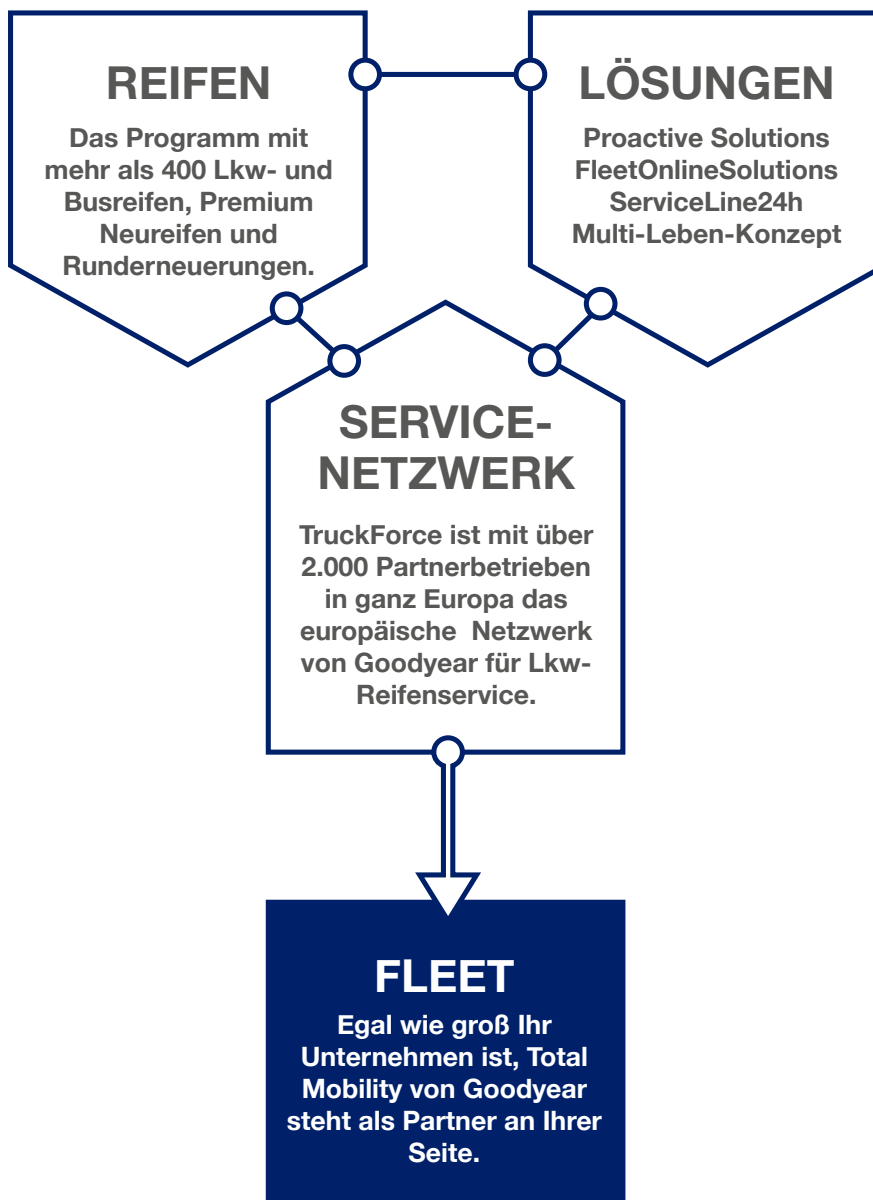 REIFEN
Das Programm mit
mehr als 400 Lkw- und
Busreifen, Premium
Neureifen und
Runderneuerungen.
LÖSUNGEN
Proactive Solutions
FleetOnlineSolutions
ServiceLine24h
Multi-Leben-Konzept
SERVICE-
NETZWERK
TruckForce ist mit über
2.000 Partnerbetrieben
in ganz Europa das
europäische Netzwerk
von Goodyear für Lkw-
Reifenservice.
FLEET
Egal wie groß Ihr
Unternehmen ist, Total
Mobility von Goodyear
steht als Partner an Ihrer
Seite.